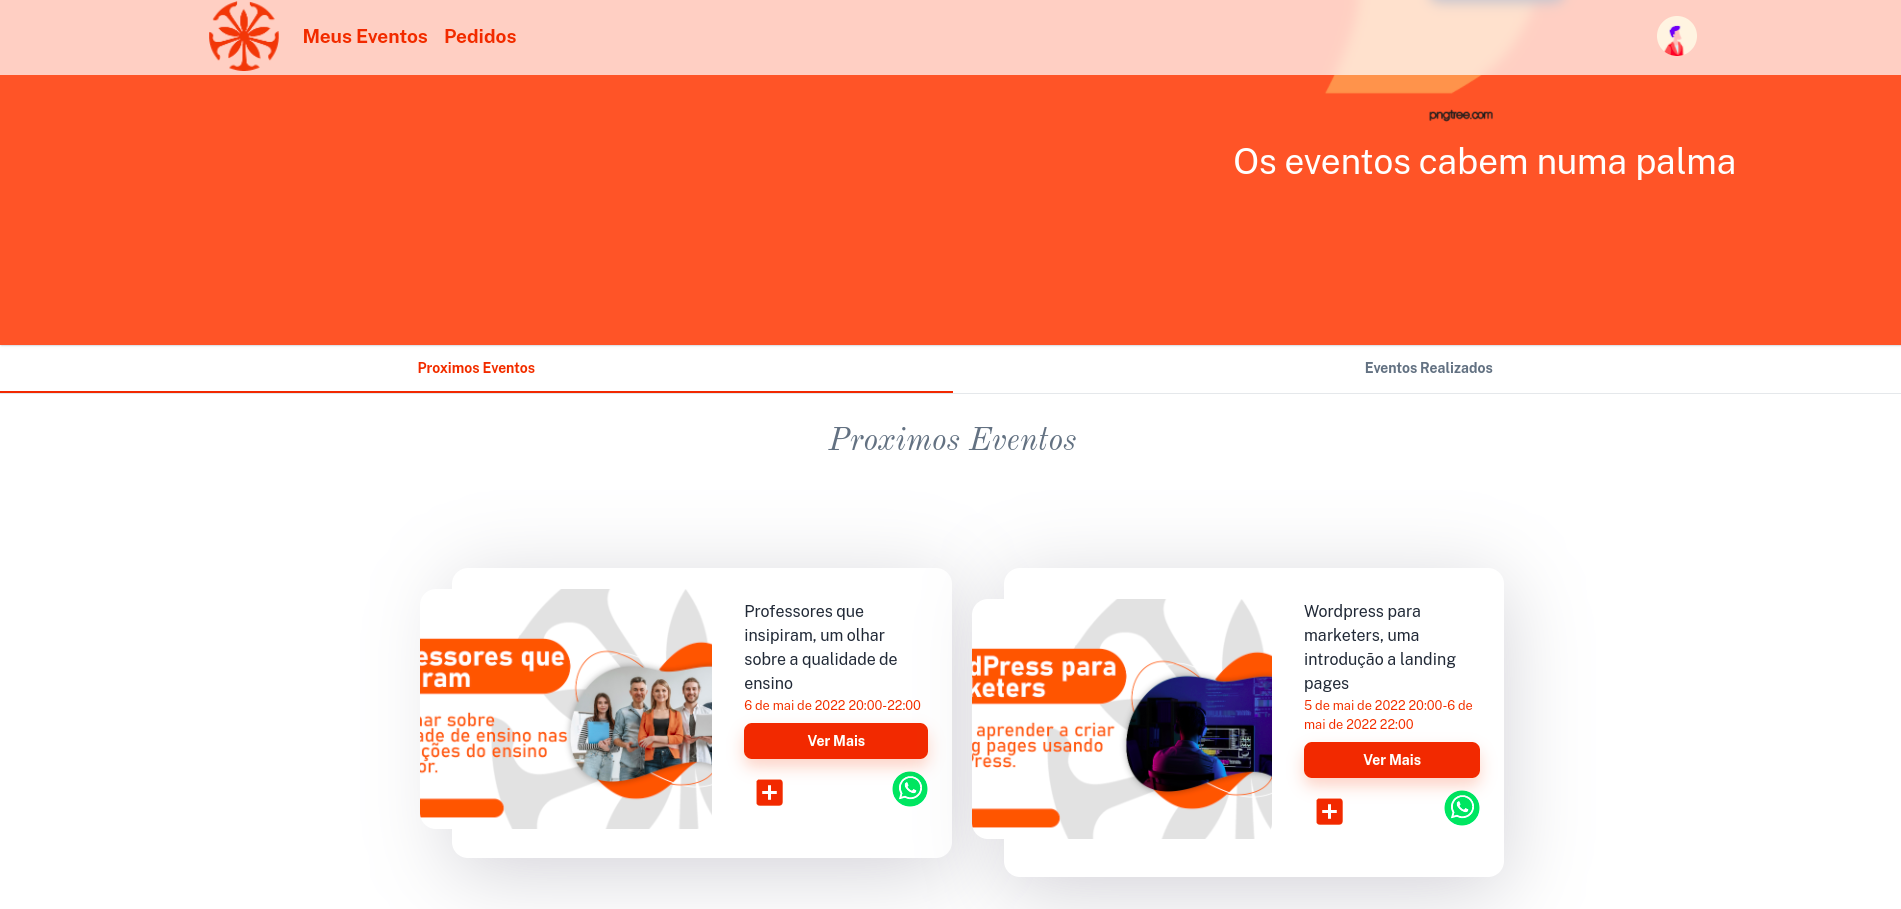 Meus Eventos Pedidos
pngtree.com
Os eventos cabem numa palma
Proximos Eventos
Eventos Realizados
Proximos Eventos
essores que
ram
ar sobre
ade de ensino nas
ções do ensino
or.
Professores que
insipiram, um olhar
sobre a qualidade de
ensino
6 de mai de 2022 20:00-22:00
Ver Mais
dPress para
keters
aprender a criar
g pages usando
ress.
Wordpress para
marketers, uma
introdução a landing
pages
5 de mai de 2022 20:00-6 de
mai de 2022 22:00
Ver Mais